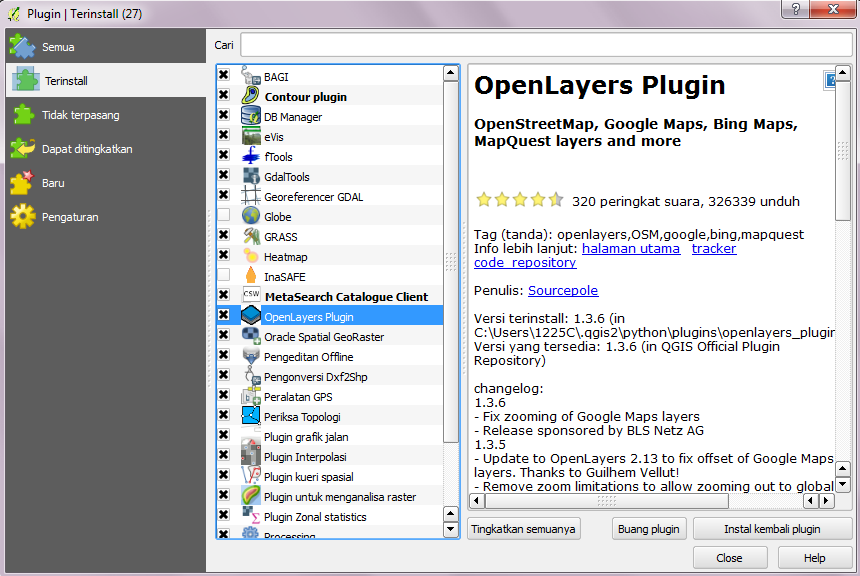 Plugin | Terinstall (27)
?
X
Semua
Terinstall
Tidak terpasang
Dapat ditingkatkan
Baru
Pengaturan
Cari
BAGI
Contour plugin
DB Manager
eVis
fTools
GdalTools
Georeferencer GDAL
Globe
GRASS
Heatmap
InaSAFE
CSW
MetaSearch Catalogue Client
OpenLayers Plugin
Oracle Spatial GeoRaster
Pengeditan Offline
Pengonversi Dxf2Shp
Peralatan GPS
Periksa Topologi
Plugin grafik jalan
Plugin Interpolasi
Plugin kueri spasial
Plugin untuk menganalisa raster
Plugin Zonal statistics
Processing
OpenLayers Plugin
OpenStreetMap, Google Maps, Bing Maps,
MapQuest layers and more
320 peringkat suara, 326339 unduh
Tag (tanda): openlayers,OSM,google,bing,mapquest
Info lebih lanjut: halaman utama tracker
code_repository
Penulis: Sourcepole
Versi terinstall: 1.3.6 (in
C:\Users\1225C\.qgis2\python\plugins\openlayers_plugin
Versi yang tersedia: 1.3.6 (in QGIS Official Plugin
Repository)
changelog:
1.3.6
- Fix zooming of Google Maps layers
- Release sponsored by BLS Netz AG
1.3.5
- Update to OpenLayers 2.13 to fix offset of Google Maps
layers. Thanks to Guilhem Vellut!
- Remove zoom limitations to allow zooming out to global
Tingkatkan semuanya
Buang plugin
Instal kembali plugin
Close
Help